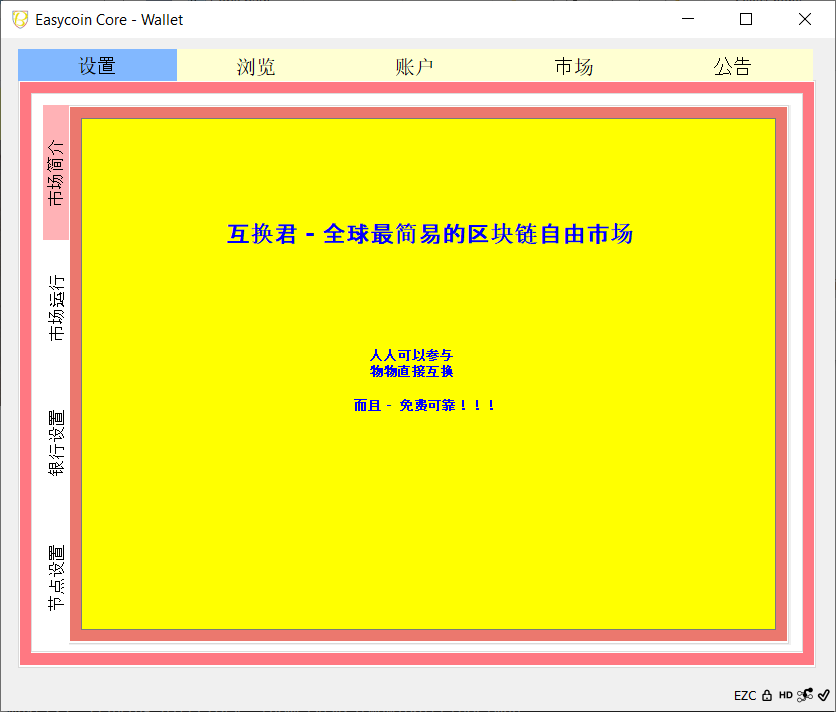 Easycoin Core - Wallet
设置 浏览 账户 市场 公告
市场简介
市场运行
银行设置
节点设置
互换君 - 全球最简易的区块链自由市场
人人可以参与
物物直接互换
而且 - 免费可靠！！！
EZC HD